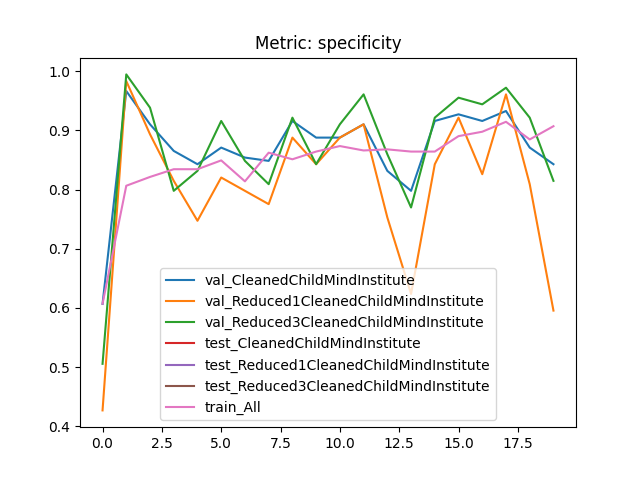 Metric: specificity
1.0
0.9
0.8
0.7
0.6
0.5
0.4
val_CleanedChildMindInstitute
val_Reduced1CleanedChildMindInstitute
val_Reduced3CleanedChildMindInstitute
test_CleanedChildMindInstitute
test_Reduced1CleanedChildMindInstitute
test_Reduced3CleanedChildMindInstitute
train_All
0.0 2.5 5.0 7.5 10.0 12.5 15.0 17.5